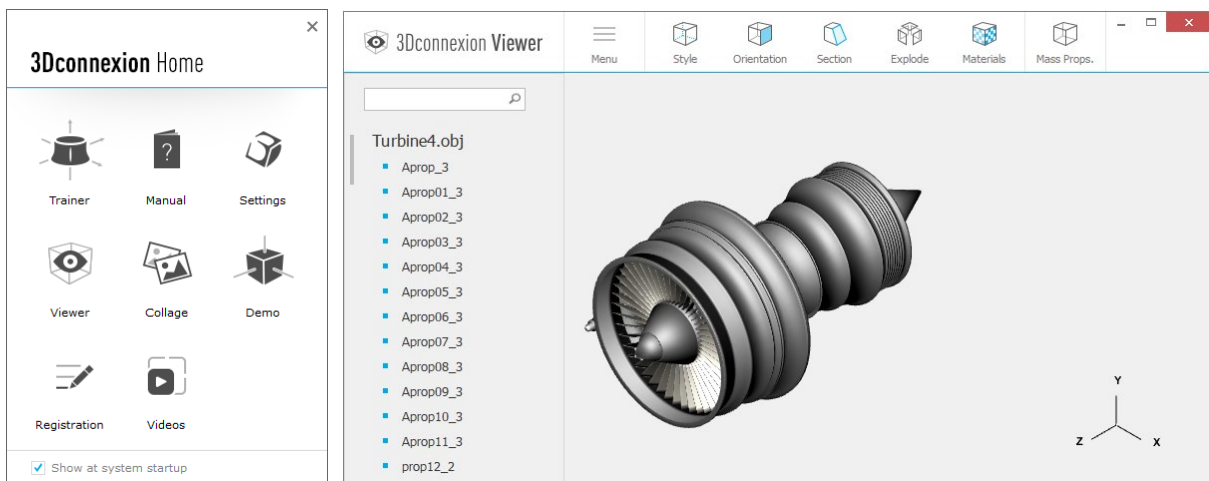 3Dconnexion Home
Trainer
Manual
Settings
?
Viewer
Collage
Demo
Registration
Videos
Show at system startup
3Dconnexion Viewer
Menu
Style
Orientation
Section
Explode
Materials
Mass Props.
Turbine4.obj
Aprop_3
Aprop01_3
Aprop02_3
Aprop03_3
Aprop04_3
Aprop05_3
Aprop06_3
Aprop07_3
Aprop08_3
Aprop09_3
Aprop10_3
Aprop11_3
prop12_2
Y
Z
X